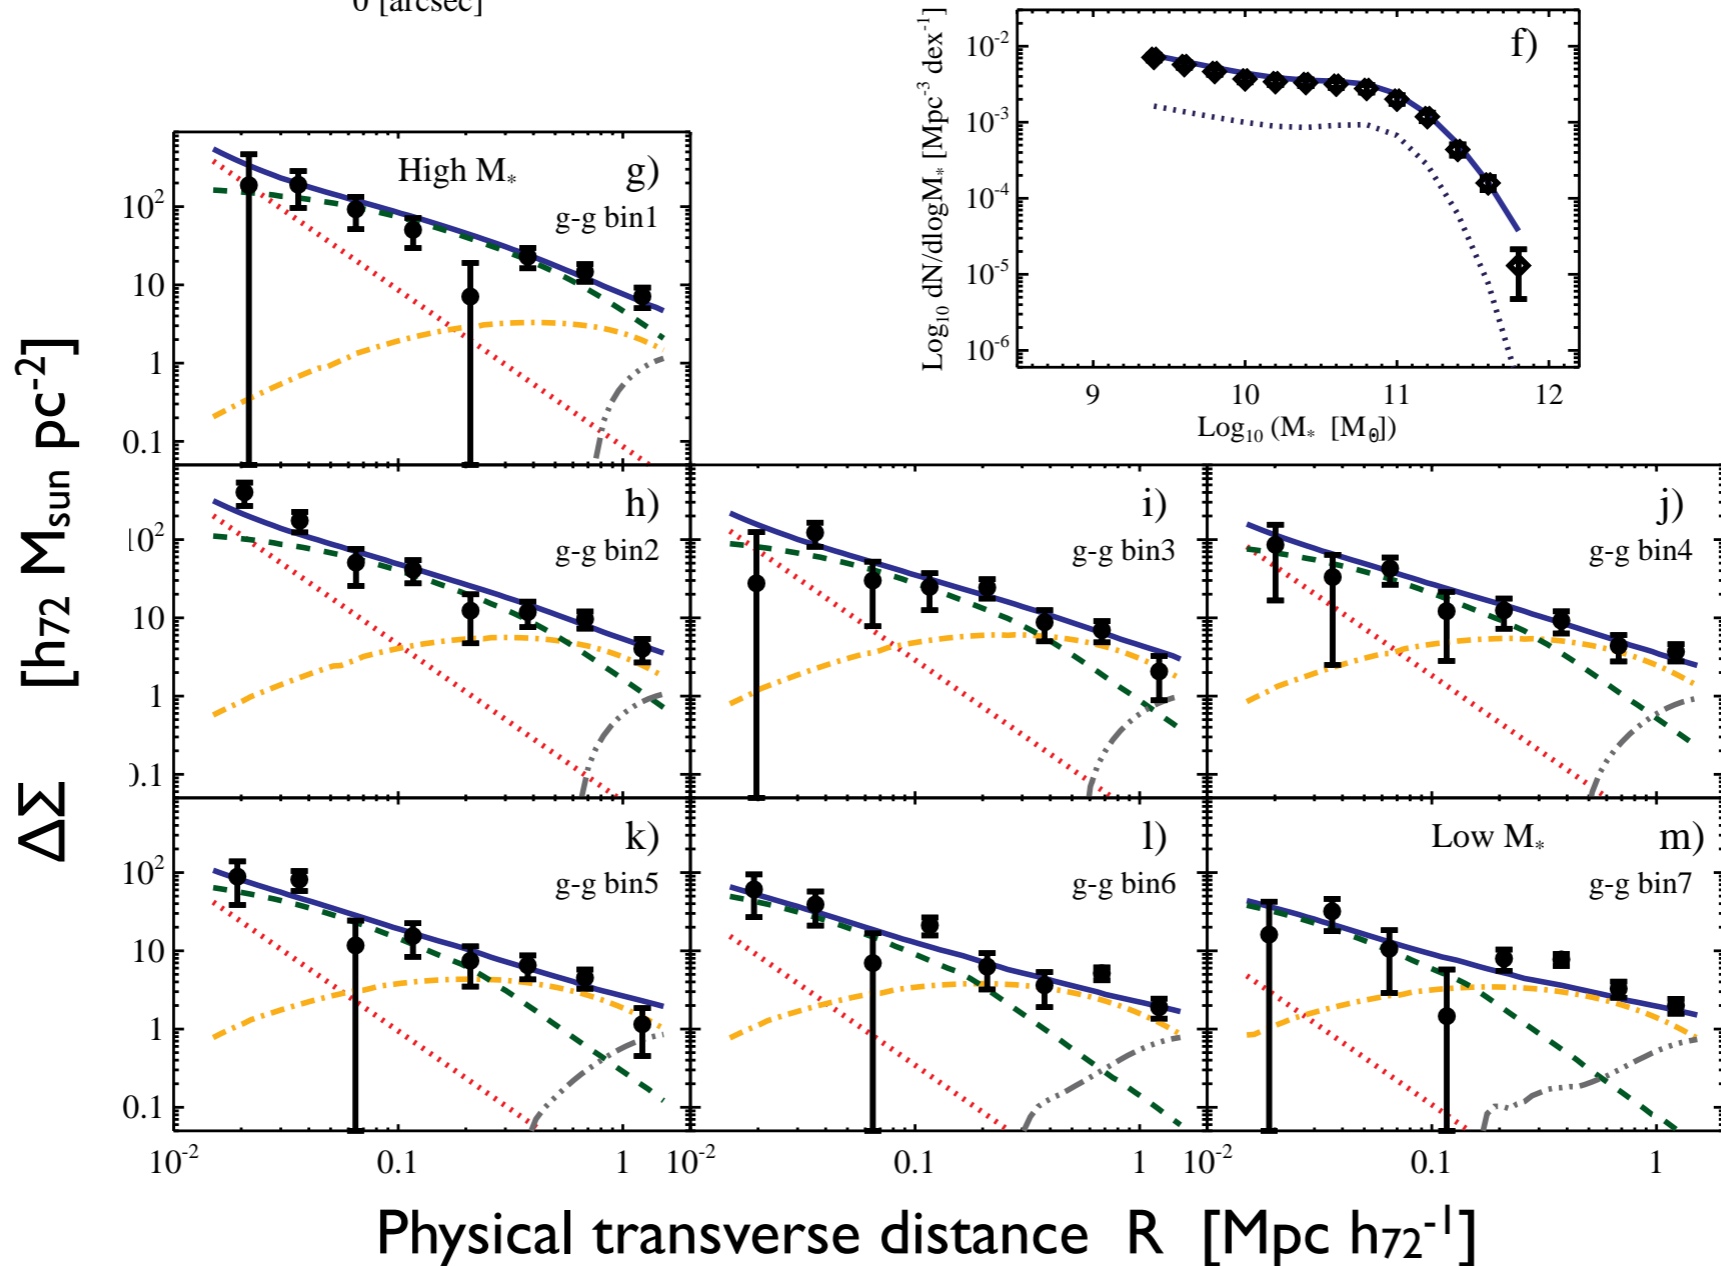 θ [arcsec]
f)
Log10 dN/dlogM* [Mpc-3 dex-1]
10-2
10-3
10-4
10-5
10-6
9 10 11 12
Log10 (M* [M⊙])
High M* g)
g-g bin1
102
10
1
0.1
h) i) j)
g-g bin2 g-g bin3 g-g bin4
102
10
1
0.1
k) l) Low M* m)
g-g bin5 g-g bin6 g-g bin7
102
10
1
0.1
10-2 0.1 1 10-2 0.1 1 10-2 0.1 1
ΔΣ [h72 Msun pc-2]
Physical transverse distance R [Mpc h72-1]